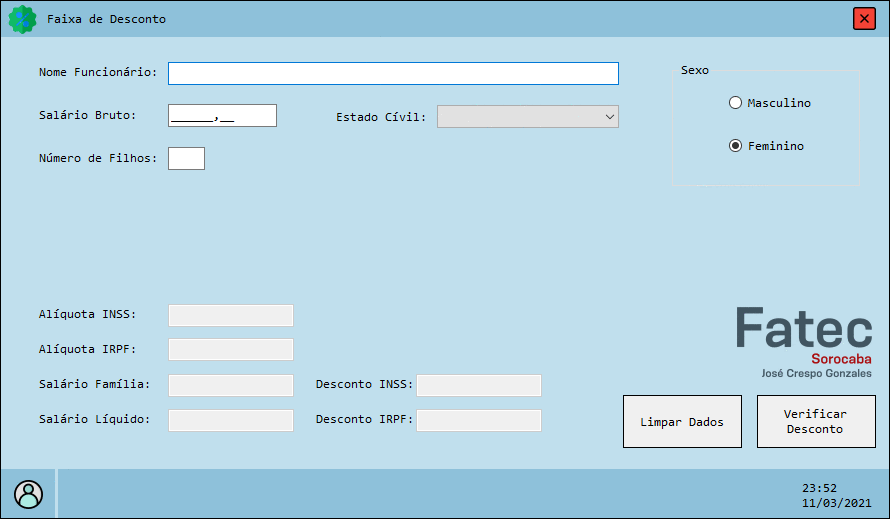 Faixa de Desconto
Nome Funcionário:
Sexo
Masculino
Salário Bruto:
______,__
Estado Cívil:
Feminino
Número de Filhos:
Alíquota INSS:
Alíquota IRPF:
Salário Família:
Desconto INSS:
Salário Líquido:
Desconto IRPF:
Fatec
Sorocaba
José Crespo Gonzales
Limpar Dados
Verificar
Desconto
23:52
11/03/2021